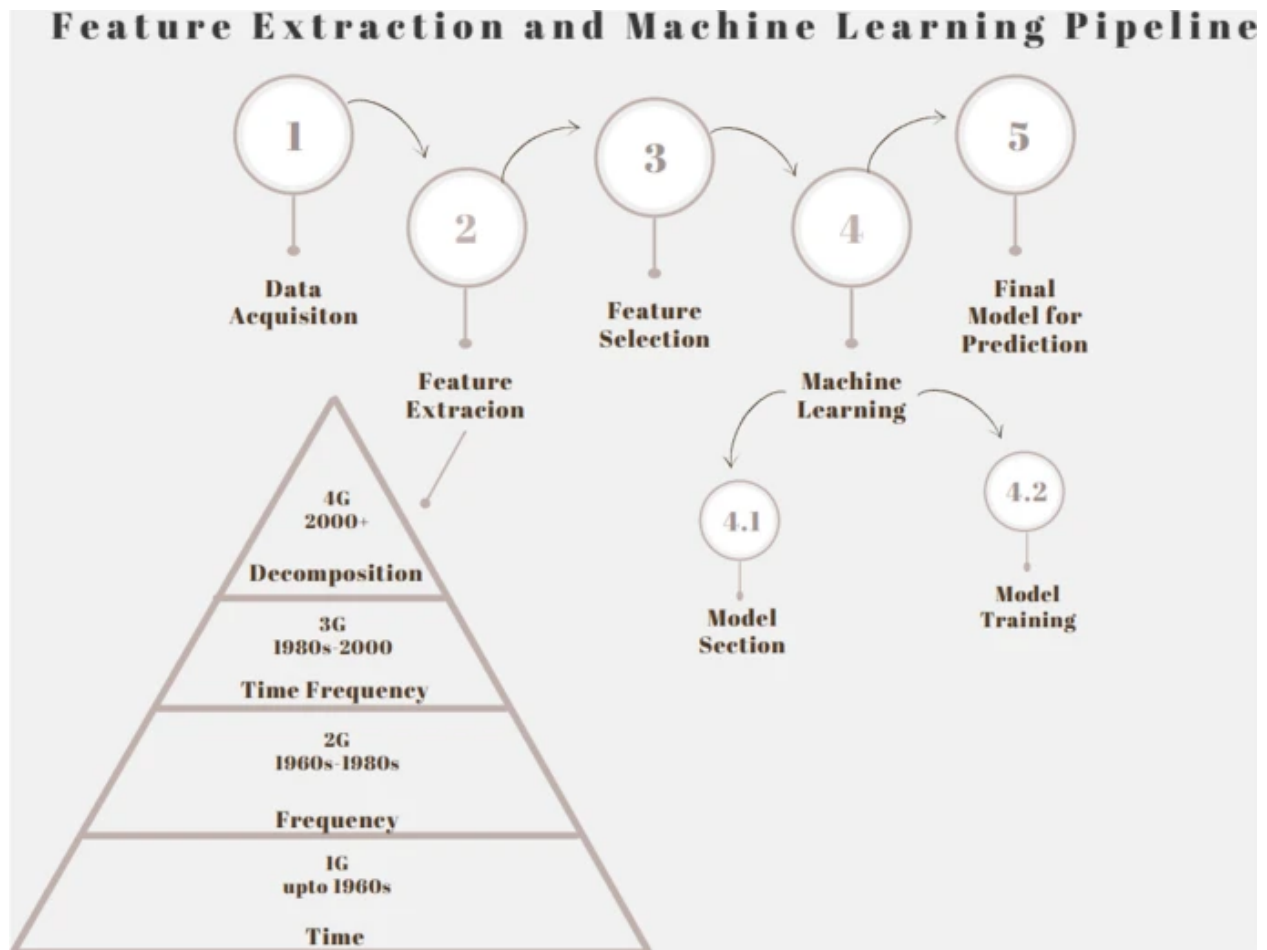 Feature Extraction and Machine Learning Pipeline
1
2
3
4
5
Data
Acquisiton
Feature
Extracion
Feature
Selection
Machine
Learning
Final
Model for
Prediction
4.1
Model
Section
4.2
Model
Training
4G
2000+
Decomposition
3G
1980s-2000
Time Frequency
2G
1960s-1980s
Frequency
1G
upto 1960s
Time